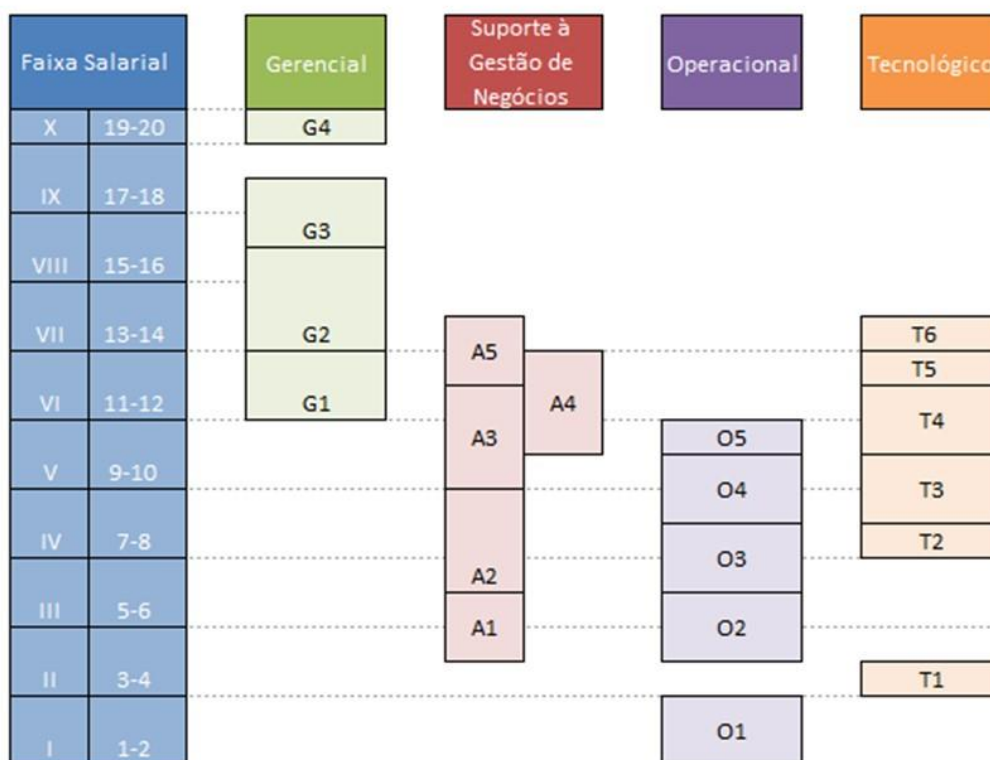 Faixa Salarial
Gerencial
Suporte à
Gestão de
Negócios
Operacional
Tecnológico
X 19-20 G4
IX 17-18
G3
VIII 15-16
VII 13-14 G2 T6
A5 T5
VI 11-12 G1 A4
A3 O5 T4
V 9-10
O4 T3
IV 7-8 T2
O3
A2
III 5-6
A1 O2
II 3-4 T1
O1
I 1-2